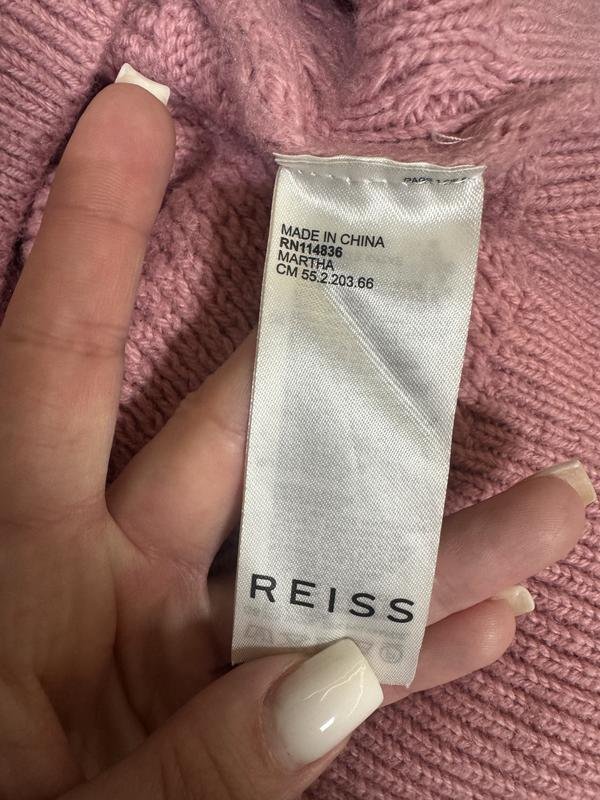 MADE IN CHINA
RN114836
MARTHA
CM 55.2.203.66
REISS